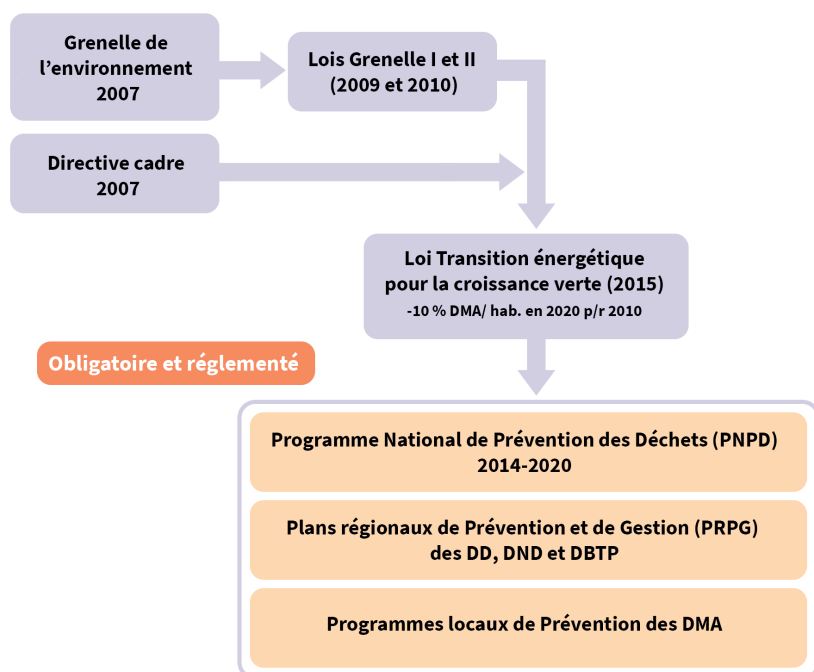 Grenelle de
l’environnement
2007
Lois Grenelle I et II
(2009 et 2010)
Directive cadre
2007
Loi Transition énergétique
pour la croissance verte (2015)
-10 % DMA/ hab. en 2020 p/r 2010
Obligatoire et réglementé
Programme National de Prévention des Déchets (PNPD)
2014-2020
Plans régionaux de Prévention et de Gestion (PRPG)
des DD, DND et DBTP
Programmes locaux de Prévention des DMA